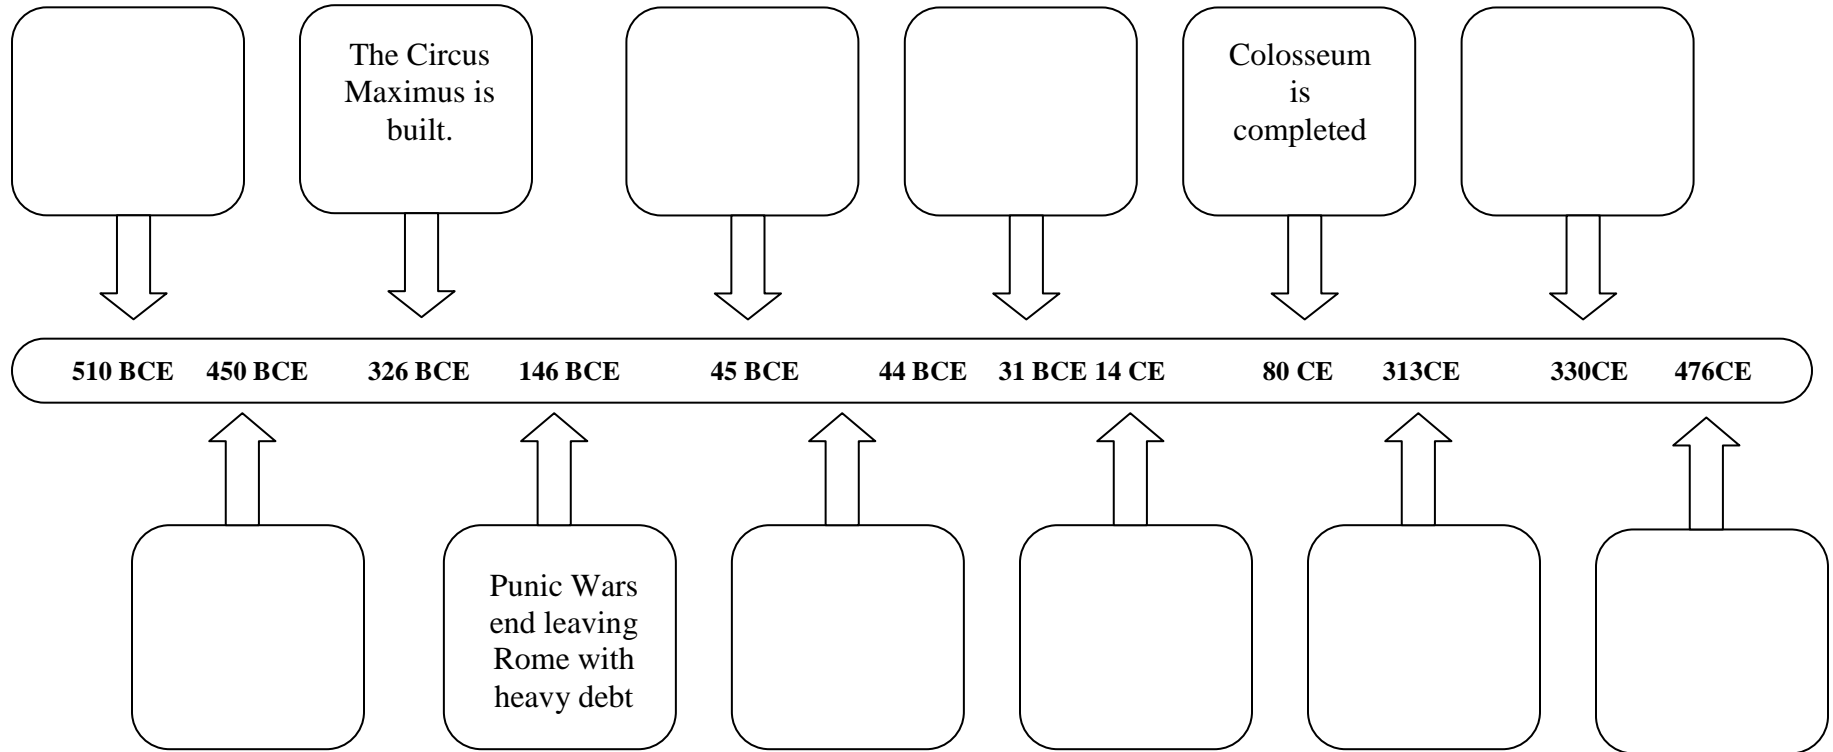 The Circus
Maximus is
built.
Colosseum
is
completed
510 BCE 450 BCE 326 BCE 146 BCE 45 BCE 44 BCE 31 BCE 14 CE 80 CE 313CE 330CE 476CE
Punic Wars
end leaving
Rome with
heavy debt